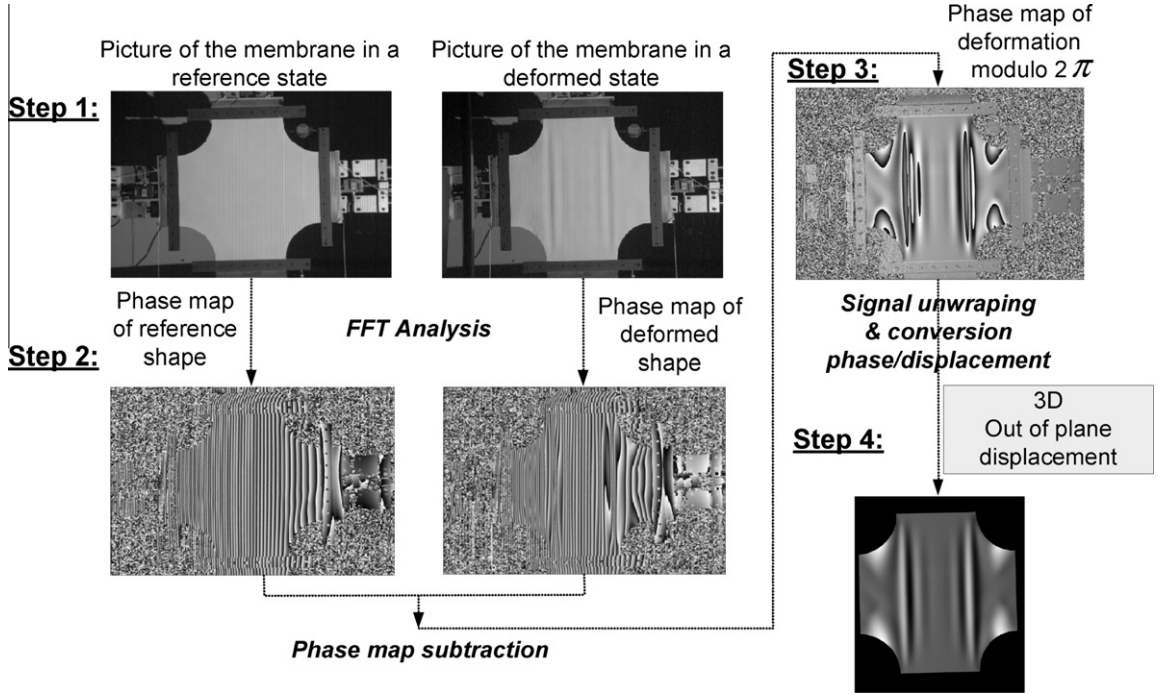 Picture of the membrane in a
reference state
Picture of the membrane in a
deformed state
Step 1:
Phase map
of reference
shape
FFT Analysis
Phase map of
deformed
shape
Step 2:
Phase map subtraction
Phase map of
deformation
modulo 2 π
Step 3:
Signal unwraping
& conversion
phase/displacement
3D
Out of plane
displacement
Step 4: